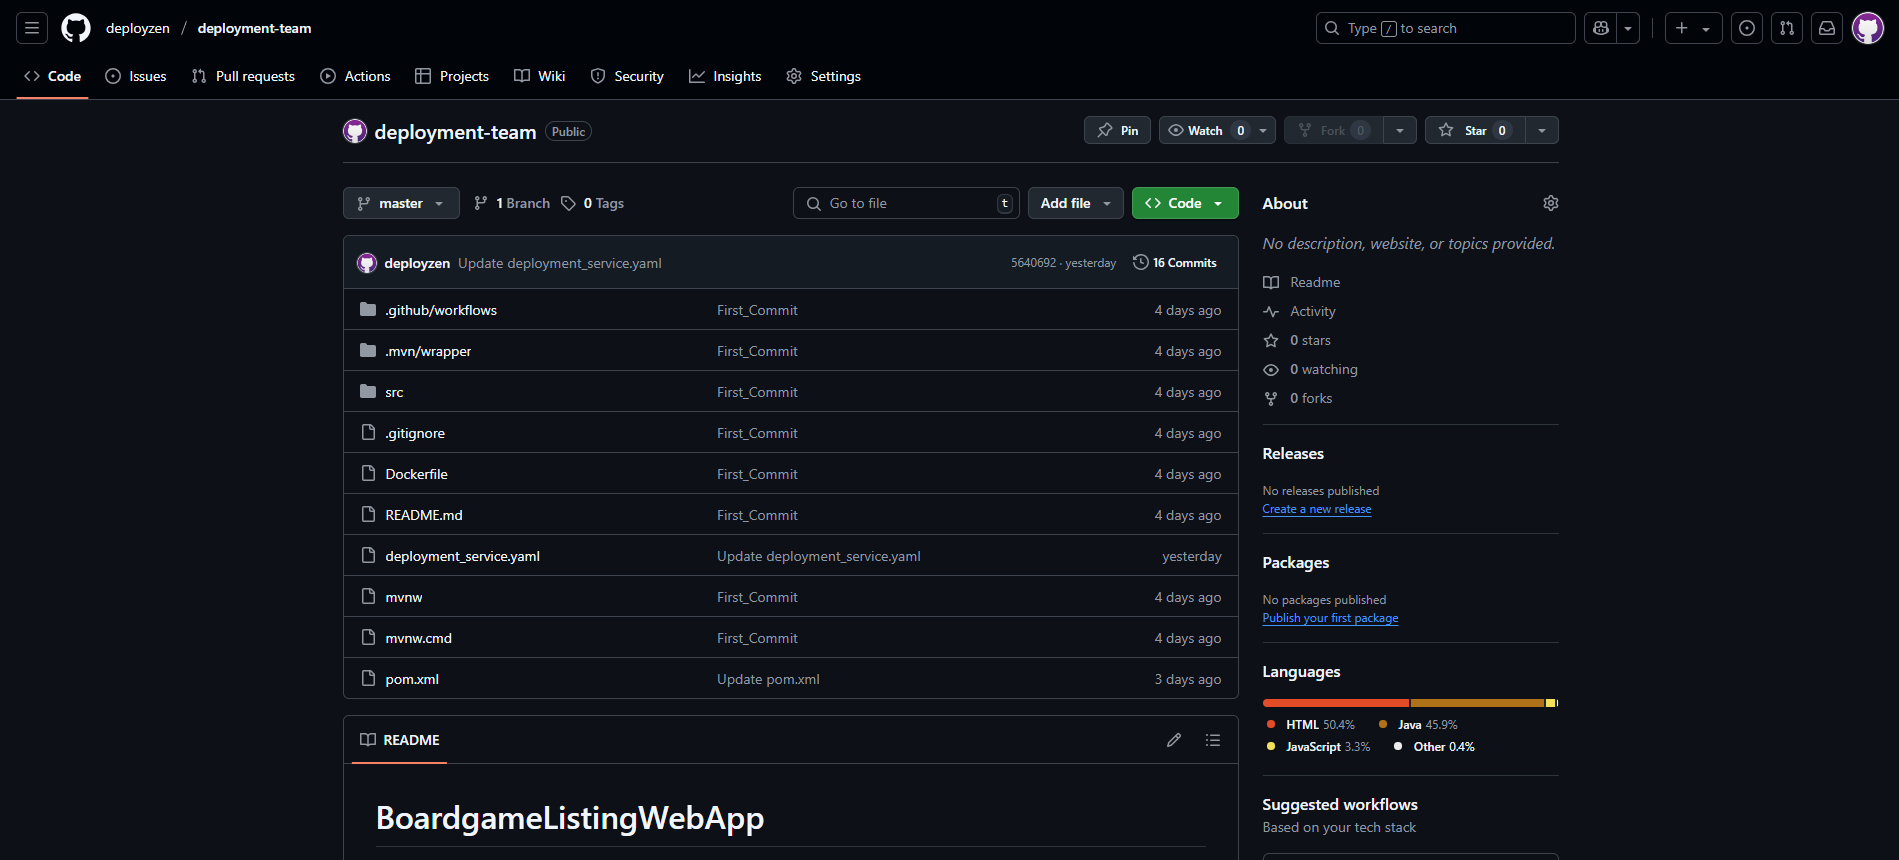 deployzen / deployment-team
Type / to search
Code Issues Pull requests Actions Projects Wiki Security Insights Settings
deployment-team Public
Pin Watch 0 Fork 0 Star 0
master 1 Branch 0 Tags Go to file t Add file Code
deployzen Update deployment_service.yaml 5640692 · yesterday 16 Commits
.github/workflows First_Commit 4 days ago
.mvn/wrapper First_Commit 4 days ago
src First_Commit 4 days ago
.gitignore First_Commit 4 days ago
Dockerfile First_Commit 4 days ago
README.md First_Commit 4 days ago
deployment_service.yaml Update deployment_service.yaml yesterday
mvnw First_Commit 4 days ago
mvnw.cmd First_Commit 4 days ago
pom.xml Update pom.xml 3 days ago
README
BoardgameListingWebApp
About
No description, website, or topics provided.
Readme
Activity
0 stars
0 watching
0 forks
Releases
No releases published
Create a new release
Packages
No packages published
Publish your first package
Languages
HTML 50.4% Java 45.9%
JavaScript 3.3% Other 0.4%
Suggested workflows
Based on your tech stack